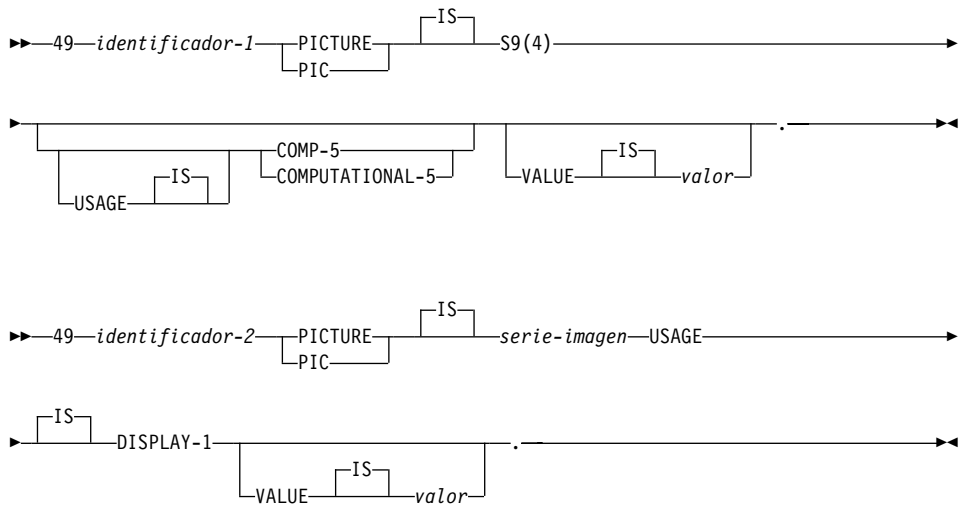 IS
49 identificador-1 PICTURE S9(4)
PIC
COMP-5 .
IS COMPUTATIONAL-5 IS
USAGE VALUE valor
IS
49 identificador-2 PICTURE serie-imagen USAGE
PIC
IS
DISPLAY-1 .
IS
VALUE valor